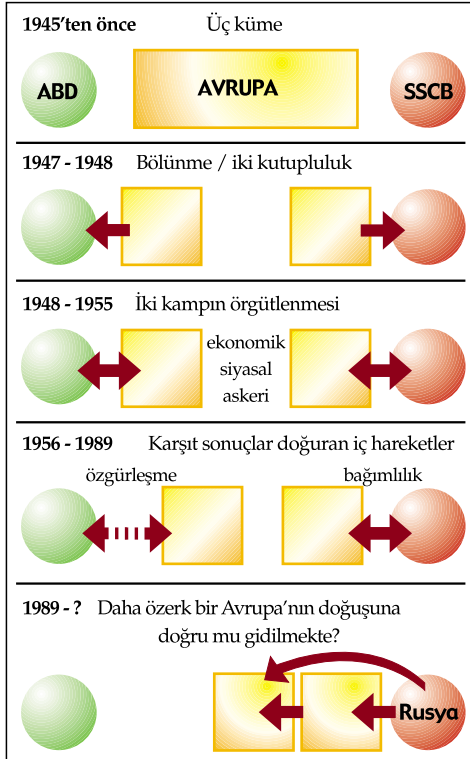 1945’ten önce Üç küme
ABD AVRUPA SSCB
1947 - 1948 Bölünme / iki kutupluluk
1948 - 1955 İki kampın örgütlenmesi
ekonomik
siyasal
askeri
1956 - 1989 Karşıt sonuçlar doğuran iç hareketler
özgürleşme bağımlılık
1989 - ? Daha özerk bir Avrupa’nın doğuşuna
doğru mu gidilmekte?
Rusya